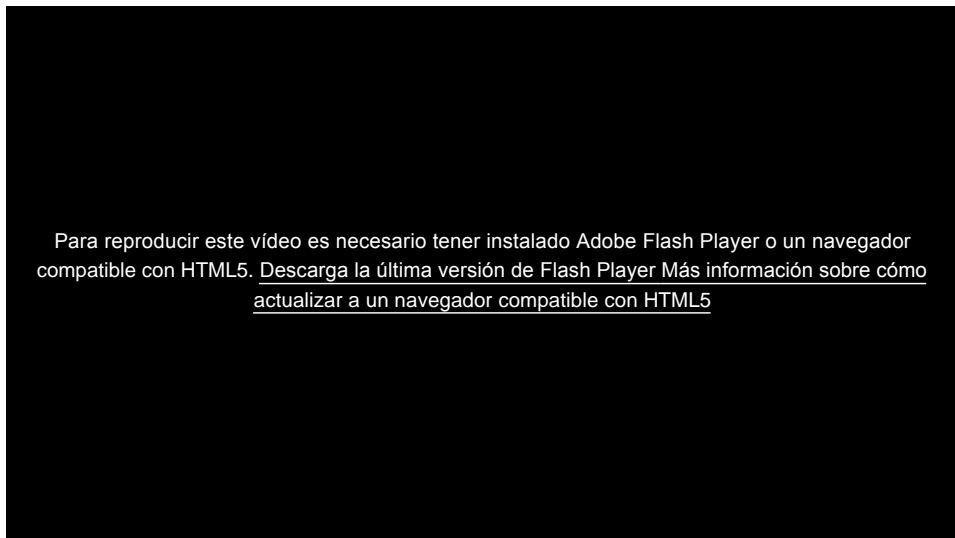 Para reproducir este vídeo es necesario tener instalado Adobe Flash Player o un navegador
compatible con HTML5. Descarga la última versión de Flash Player Más información sobre cómo
actualizar a un navegador compatible con HTML5